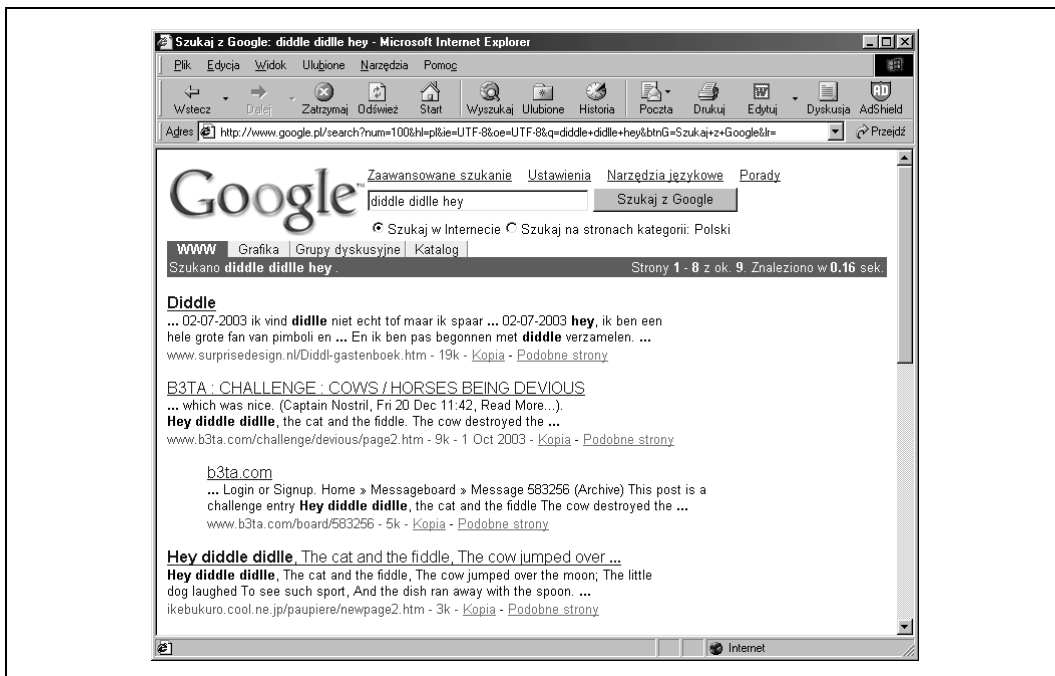 Szukaj z Google: diddle didlle hey - Microsoft Internet Explorer
Plik Edycja Widok Ulubione Narzędzia Pomoc
Wstecz Dalej Zatrzymaj Odśwież Start Wyszukaj Ulubione Historia Poczta Drukuj Edytuj Dyskusja AdShield
Adres http://www.google.pl/search?num=100&hl=pl&ie=UTF-8&oe=UTF-8&q=diddle+didlle+hey&btnG=Szukaj+z+Google&lr= Przejdź
Zaawansowane szukanie Ustawienia Narzędzia językowe Porady
Google™ diddle didlle hey Szukaj z Google
Szukaj w Internecie Szukaj na stronach kategorii: Polski
WWW Grafika Grupy dyskusyjne Katalog
Szukano diddle didlle hey . Strony 1 - 8 z ok. 9. Znaleziono w 0.16 sek.
Diddle
... 02-07-2003 ik vind didlle niet echt tof maar ik spaar ... 02-07-2003 hey, ik ben een
hele grote fan van pimboli en ... En ik ben pas begonnen met diddle verzamelen. ...
www.surprisedesign.nl/Diddl-gastenboek.htm - 19k - Kopia - Podobne strony
B3TA : CHALLENGE : COWS / HORSES BEING DEVIOUS
... which was nice. (Captain Nostril, Fri 20 Dec 11:42, Read More...).
Hey diddle didlle, the cat and the fiddle. The cow destroyed the ...
www.b3ta.com/challenge/devious/page2.htm - 9k - 1 Oct 2003 - Kopia - Podobne strony
b3ta.com
... Login or Signup. Home » Messageboard » Message 583256 (Archive) This post is a
challenge entry Hey diddle didlle, the cat and the fiddle The cow destroyed the ...
www.b3ta.com/board/583256 - 5k - Kopia - Podobne strony
Hey diddle didlle, The cat and the fiddle, The cow jumped over ...
Hey diddle didlle, The cat and the fiddle, The cow jumped over the moon; The little
dog laughed To see such sport, And the dish ran away with the spoon. ...
ikebukuro.cool.ne.jp/paupiere/newpage2.htm - 3k - Kopia - Podobne strony
Internet